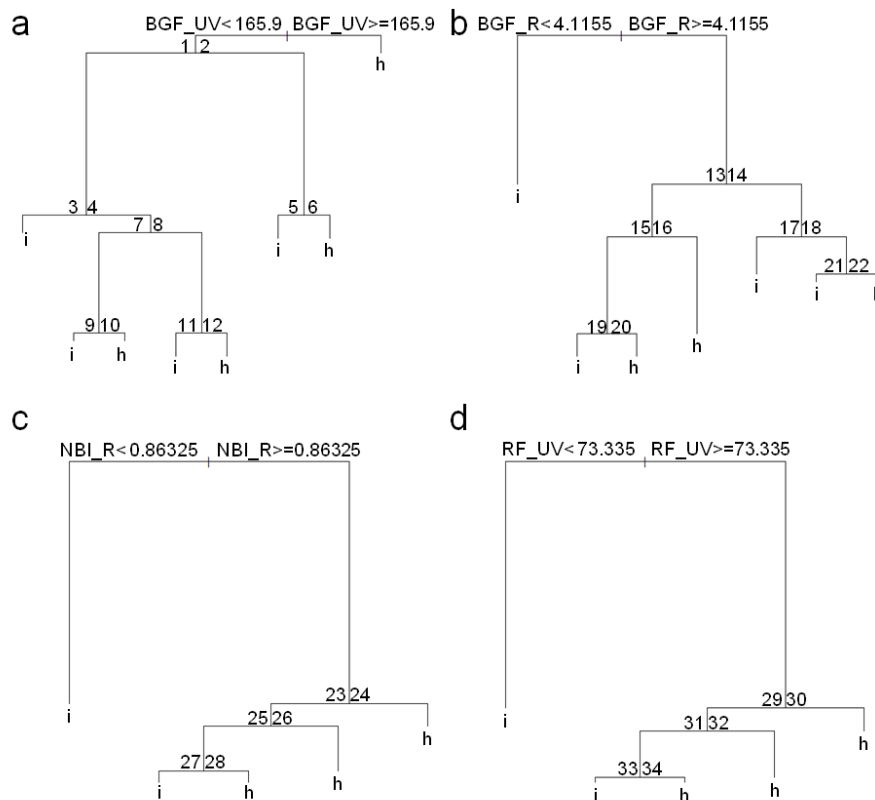 a
BGF_UV<165.9 BGF_UV>=165.9
1 2
h
3 4
5 6
i
7 8
i h
9 10
11 12
i h
i h
b
BGF_R<4.1155 BGF_R>=4.1155
13 14
i
15 16
17 18
i
21 22
i
19 20
h
i h
c
NBI_R<0.86325 NBI_R>=0.86325
23 24
i
25 26
h
27 28
h
i h
d
RF_UV<73.335 RF_UV>=73.335
29 30
i
31 32
h
33 34
h
i h